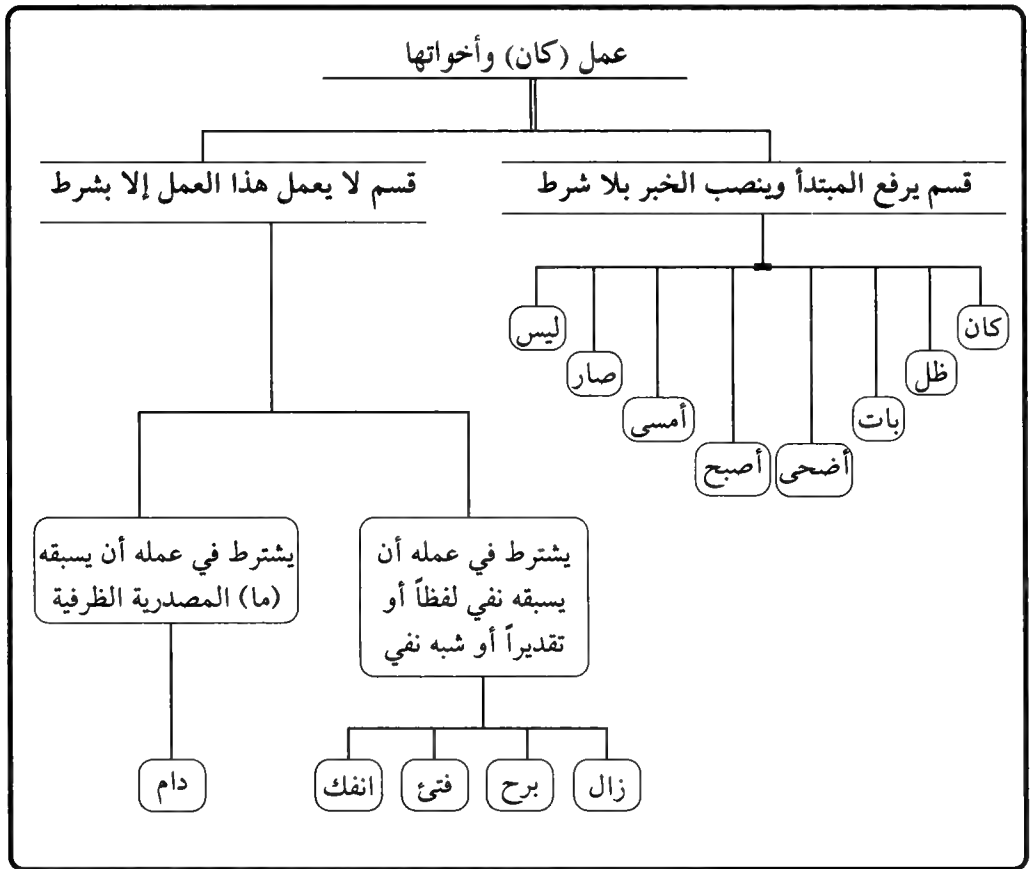 عمل (كان) وأخواتها
قسم يرفع المبتدأ وينصب الخبر بلا شرط
كان
ظل
بات
أضحى
أصبح
أمسى
صار
ليس
قسم لا يعمل هذا العمل إلا بشرط
يشترط في عمله أن
يسبقه نفي لفظاً أو
تقديراً أو شبه نفي
زال
برح
فتئ
انفك
يشترط في عمله أن يسبقه
(ما) المصدرية الظرفية
دام